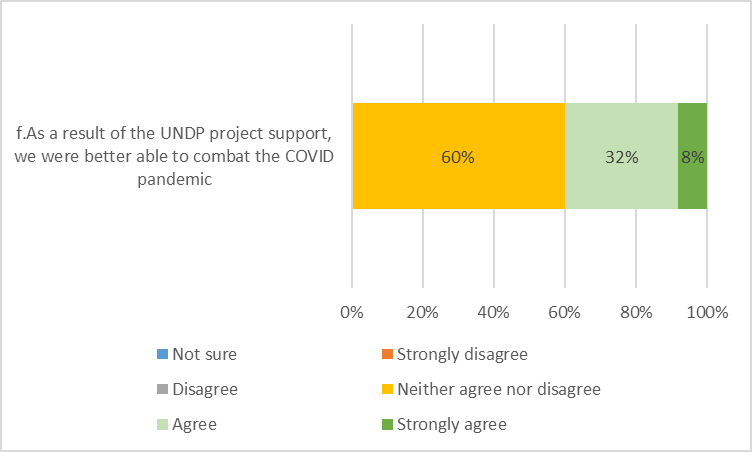 f.As a result of the UNDP project support,
we were better able to combat the COVID
pandemic
60%
32%
8%
0%
20%
40%
60%
80%
100%
Not sure
Strongly disagree
Disagree
Neither agree nor disagree
Agree
Strongly agree